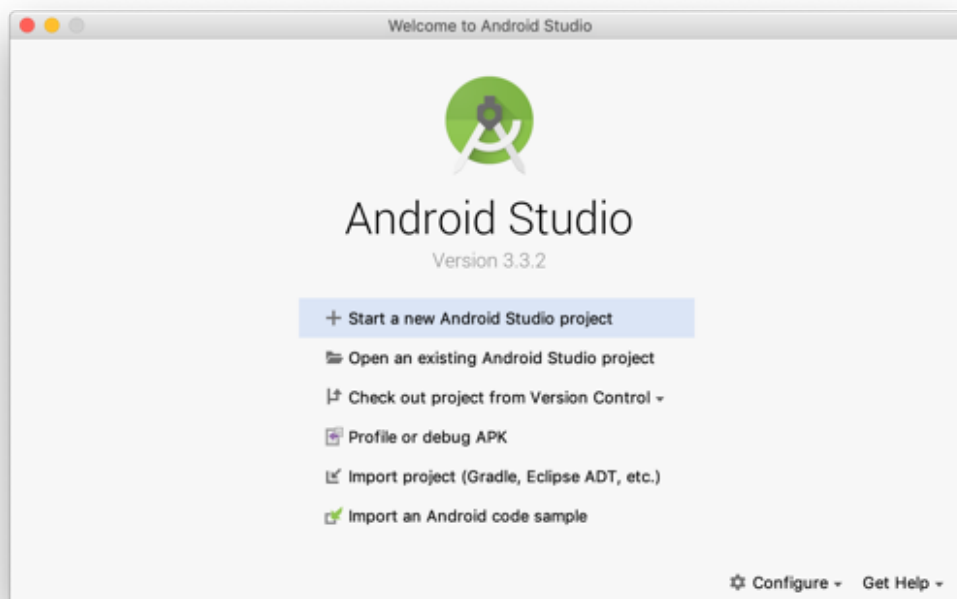 Welcome to Android Studio
Android Studio
Version 3.3.2
Start a new Android Studio project
Open an existing Android Studio project
Check out project from Version Control
Profile or debug APK
Import project (Gradle, Eclipse ADT, etc.)
Import an Android code sample
Configure Get Help